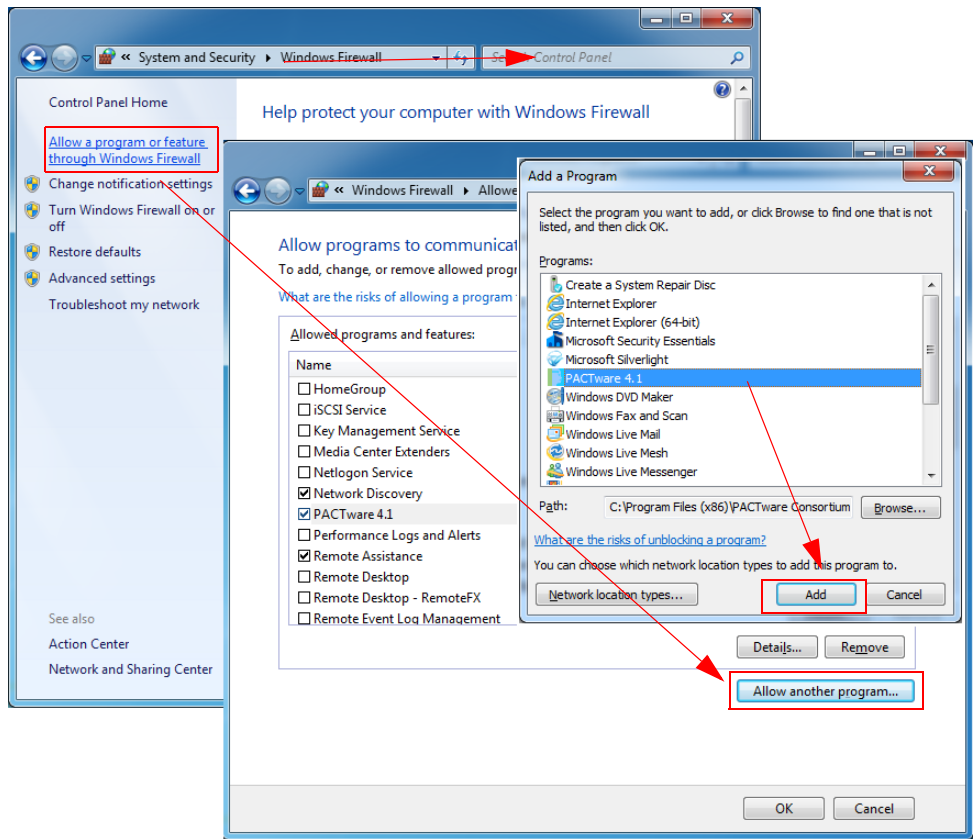 « System and Security ▸ Windows Firewall
Control Panel
Control Panel Home
Allow a program or feature
through Windows Firewall
Change notification settings
Turn Windows Firewall on or
off
Restore defaults
Advanced settings
Troubleshoot my network
See also
Action Center
Network and Sharing Center
Help protect your computer with Windows Firewall
« Windows Firewall ▸ Allowe
Allow programs to communicat
To add, change, or remove allowed progr
What are the risks of allowing a program
Allowed programs and features:
Name
HomeGroup
iSCSI Service
Key Management Service
Media Center Extenders
Netlogon Service
Network Discovery
PACTware 4.1
Performance Logs and Alerts
Remote Assistance
Remote Desktop
Remote Desktop - RemoteFX
Remote Event Log Management
Details...
Remove
Allow another program...
OK
Cancel
Add a Program
Select the program you want to add, or click Browse to find one that is not
listed, and then click OK.
Programs:
Create a System Repair Disc
Internet Explorer
Internet Explorer (64-bit)
Microsoft Security Essentials
Microsoft Silverlight
PACTware 4.1
Windows DVD Maker
Windows Fax and Scan
Windows Live Mail
Windows Live Mesh
Windows Live Messenger
Path:
C:\Program Files (x86)\PACTware Consortium
Browse...
What are the risks of unblocking a program?
You can choose which network location types to add this program to.
Network location types...
Add
Cancel